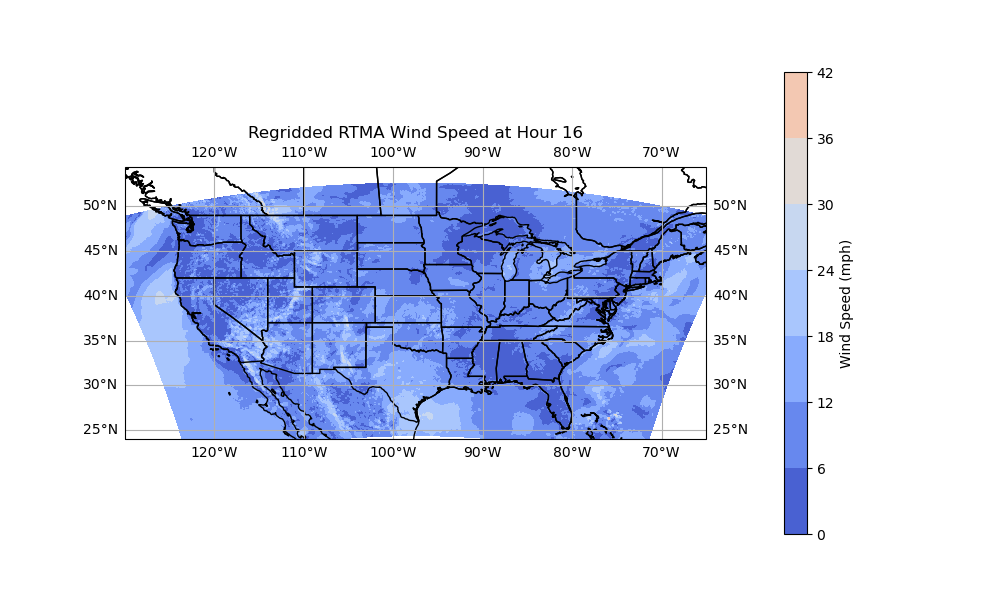 Regridded RTMA Wind Speed at Hour 16
120°W 110°W 100°W 90°W 80°W 70°W
50°N 50°N
45°N 45°N
40°N 40°N
35°N 35°N
30°N 30°N
25°N 25°N
120°W 110°W 100°W 90°W 80°W 70°W
42
36
30
24
18
12
6
0
Wind Speed (mph)